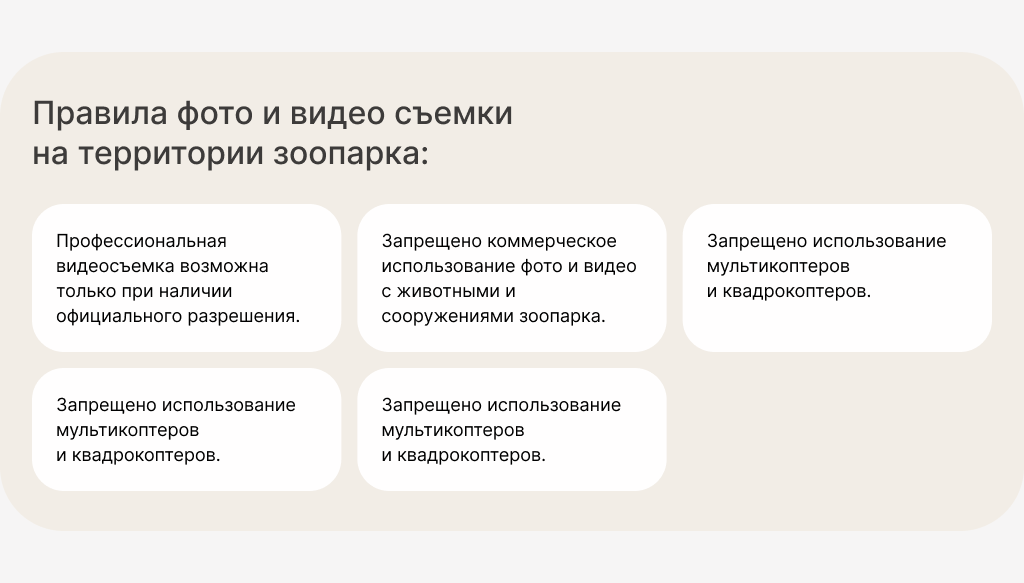 Правила фото и видео съемки
на территории зоопарка:
Профессиональная
видеосъемка возможна
только при наличии
официального разрешения.
Запрещено коммерческое
использование фото и видео
с животными и
сооружениями зоопарка.
Запрещено использование
мультикоптеров
и квадрокоптеров.
Запрещено использование
мультикоптеров
и квадрокоптеров.
Запрещено использование
мультикоптеров
и квадрокоптеров.